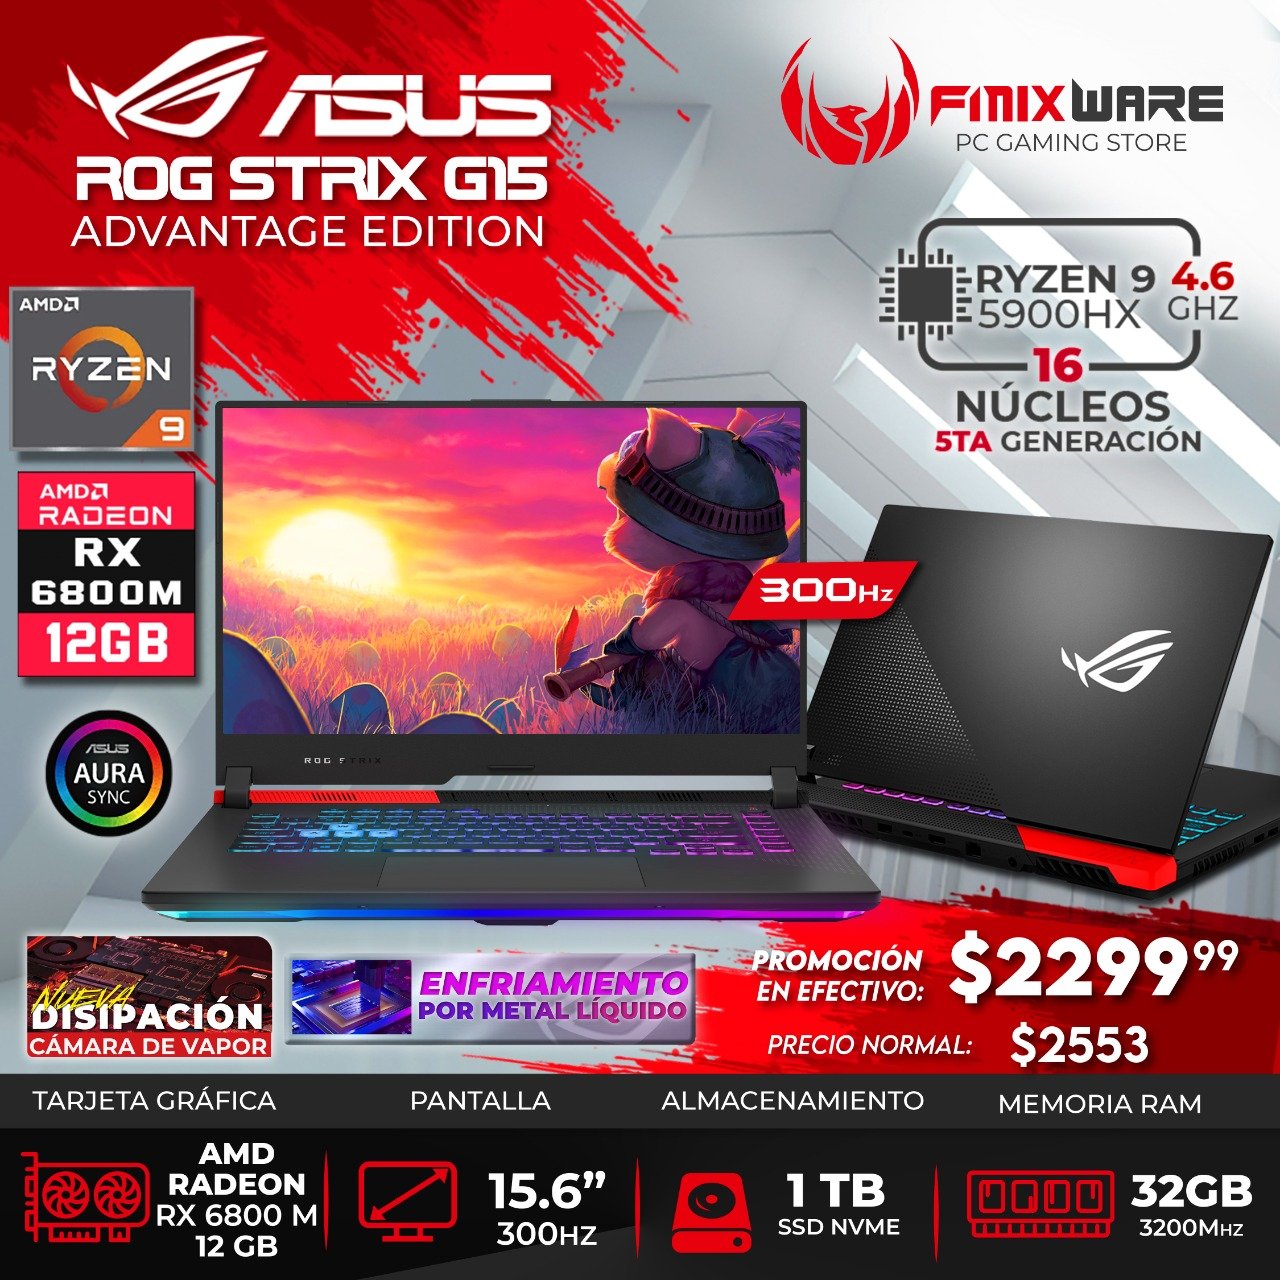 ASUS
ROG STRIX G15
ADVANTAGE EDITION
FMIXWARE
PC GAMING STORE
RYZEN 9
5900HX
4.6
GHZ
16
NÚCLEOS
5TA GENERACIÓN
AMD
RYZEN
9
AMD
RADEON
RX
6800M
12GB
300Hz
ROG STRIX
ASUS
AURA
SYNC
NUEVA
DISIPACIÓN
CÁMARA DE VAPOR
ENFRIAMIENTO
POR METAL LÍQUIDO
PROMOCIÓN
EN EFECTIVO:
$2299.99
PRECIO NORMAL:
$2553
TARJETA GRÁFICA
PANTALLA
ALMACENAMIENTO
MEMORIA RAM
AMD
RADEON
RX 6800 M
12 GB
15.6”
300HZ
1 TB
SSD NVME
32GB
3200MHZ